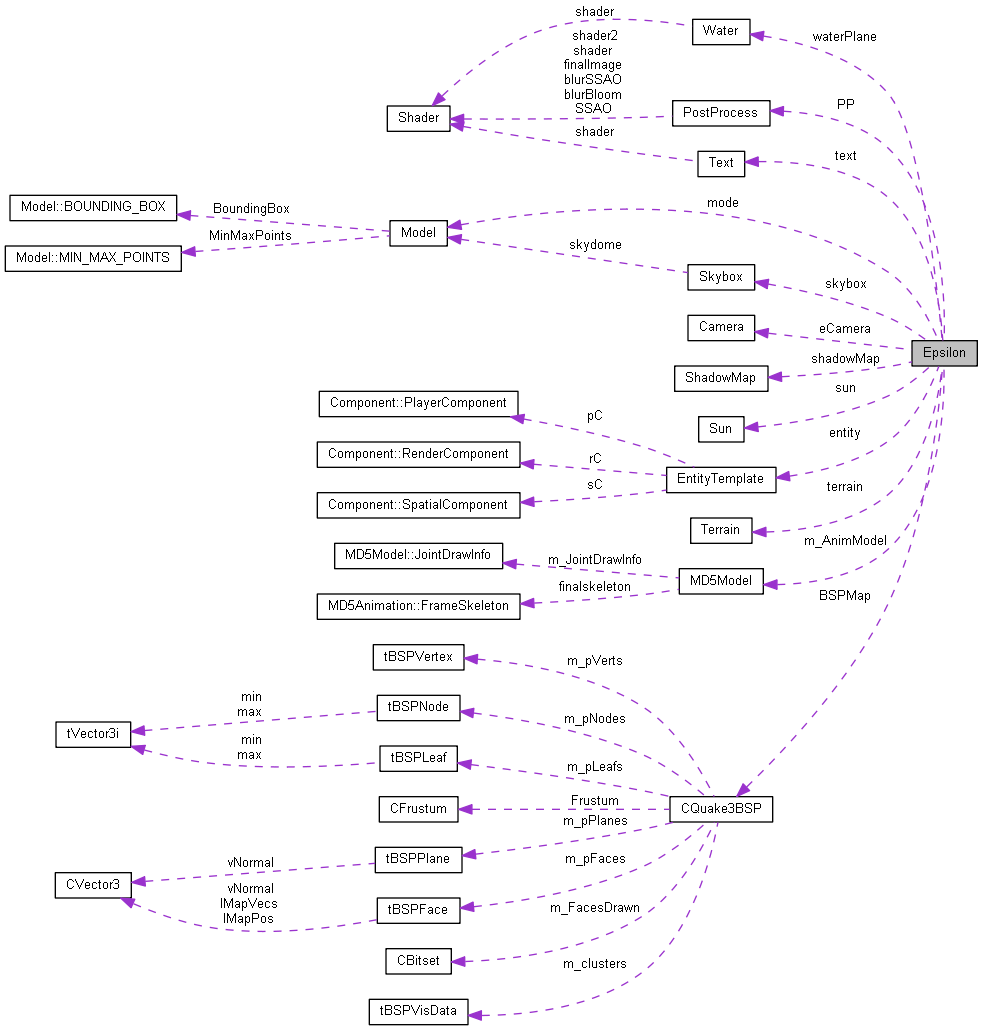 shader
Water
waterPlane
shader2
shader
finalImage
blurSSAO
blurBloom
SSAO
PostProcess
PP
Shader
shader
Text
text
Model::BOUNDING_BOX
BoundingBox
mode
Model
MinMaxPoints
Model::MIN_MAX_POINTS
skydome
Skybox
skybox
Camera
eCamera
Epsilon
shadowMap
ShadowMap
sun
Component::PlayerComponent
pC
Sun
entity
Component::RenderComponent
rC
EntityTemplate
sC
Component::SpatialComponent
terrain
Terrain
m_AnimModel
MD5Model::JointDrawInfo
m_JointDrawInfo
MD5Model
finalskeleton
MD5Animation::FrameSkeleton
BSPMap
tBSPVertex
m_pVerts
min
max
tBSPNode
m_pNodes
tVector3i
min
max
tBSPLeaf
m_pLeafs
CFrustum
Frustum
CQuake3BSP
m_pPlanes
vNormal
tBSPPlane
m_pFaces
CVector3
vNormal
lMapVecs
lMapPos
tBSPFace
m_FacesDrawn
CBitset
m_clusters
tBSPVisData